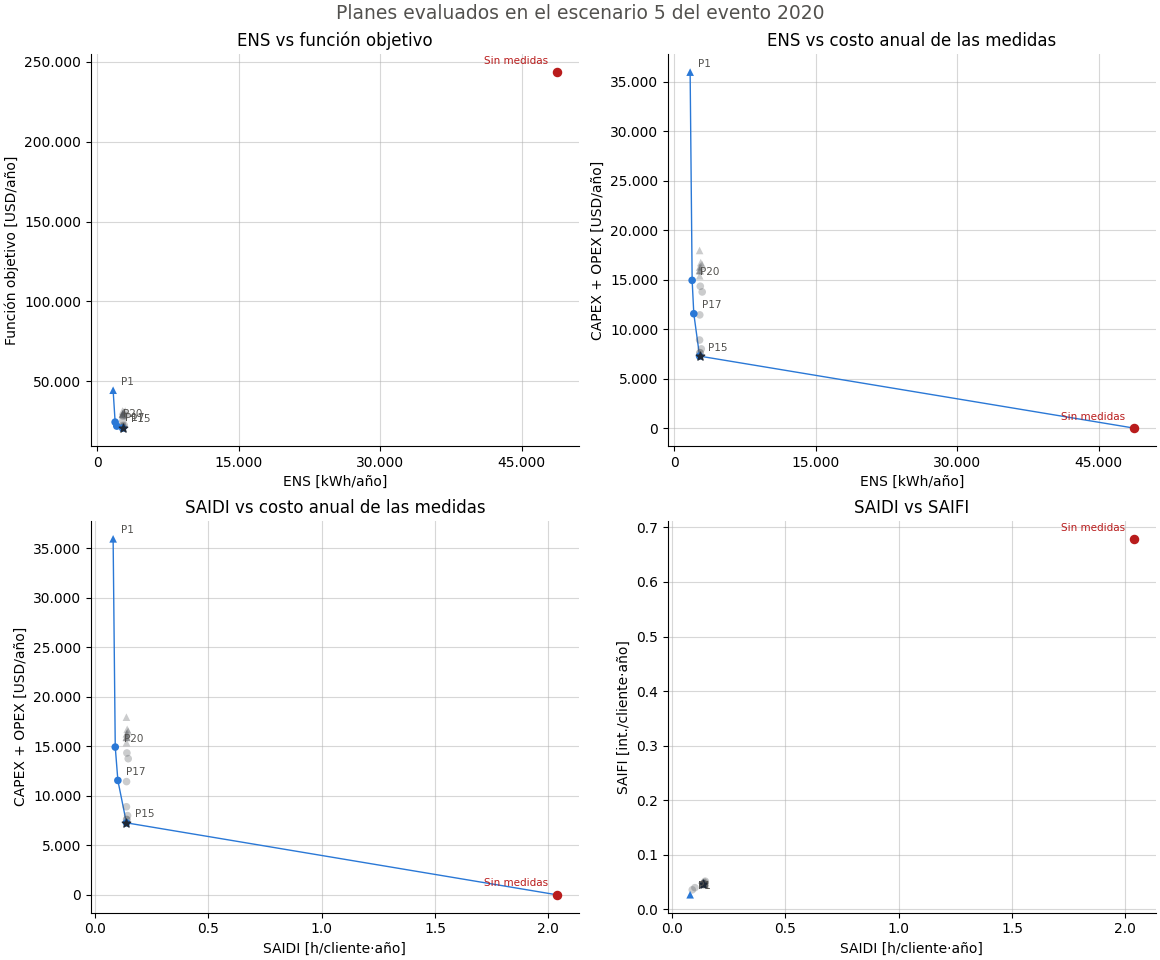 Planes evaluados en el escenario 5 del evento 2020
ENS vs función objetivo
Función objetivo [USD/año]
250.000
200.000
150.000
100.000
50.000
Sin medidas
P1
P20
P15
0
15.000
30.000
45.000
ENS [kWh/año]
ENS vs costo anual de las medidas
CAPEX + OPEX [USD/año]
35.000
30.000
25.000
20.000
15.000
10.000
5.000
0
P1
P20
P17
P15
Sin medidas
0
15.000
30.000
45.000
ENS [kWh/año]
SAIDI vs costo anual de las medidas
CAPEX + OPEX [USD/año]
35.000
30.000
25.000
20.000
15.000
10.000
5.000
0
P1
P20
P17
P15
Sin medidas
0.0
0.5
1.0
1.5
2.0
SAIDI [h/cliente·año]
SAIDI vs SAIFI
SAIFI [int./cliente·año]
0.7
0.6
0.5
0.4
0.3
0.2
0.1
0.0
Sin medidas
0.0
0.5
1.0
1.5
2.0
SAIDI [h/cliente·año]